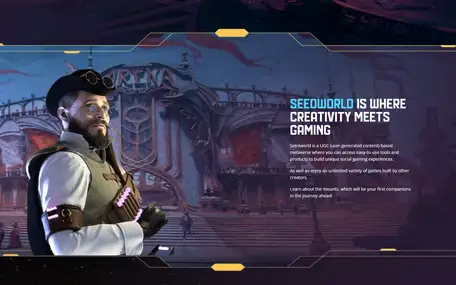 ARENA
SEEDWORLD IS WHERE
CREATIVITY MEETS
GAMING
Seedworld is a UGC (user-generated content) based
metaverse where you can access easy-to-use tools and
products to build unique social gaming experiences.
As well as enjoy an unlimited variety of games built by other
creators.
Learn about the mounts, which will be your first companions
in the journey ahead!